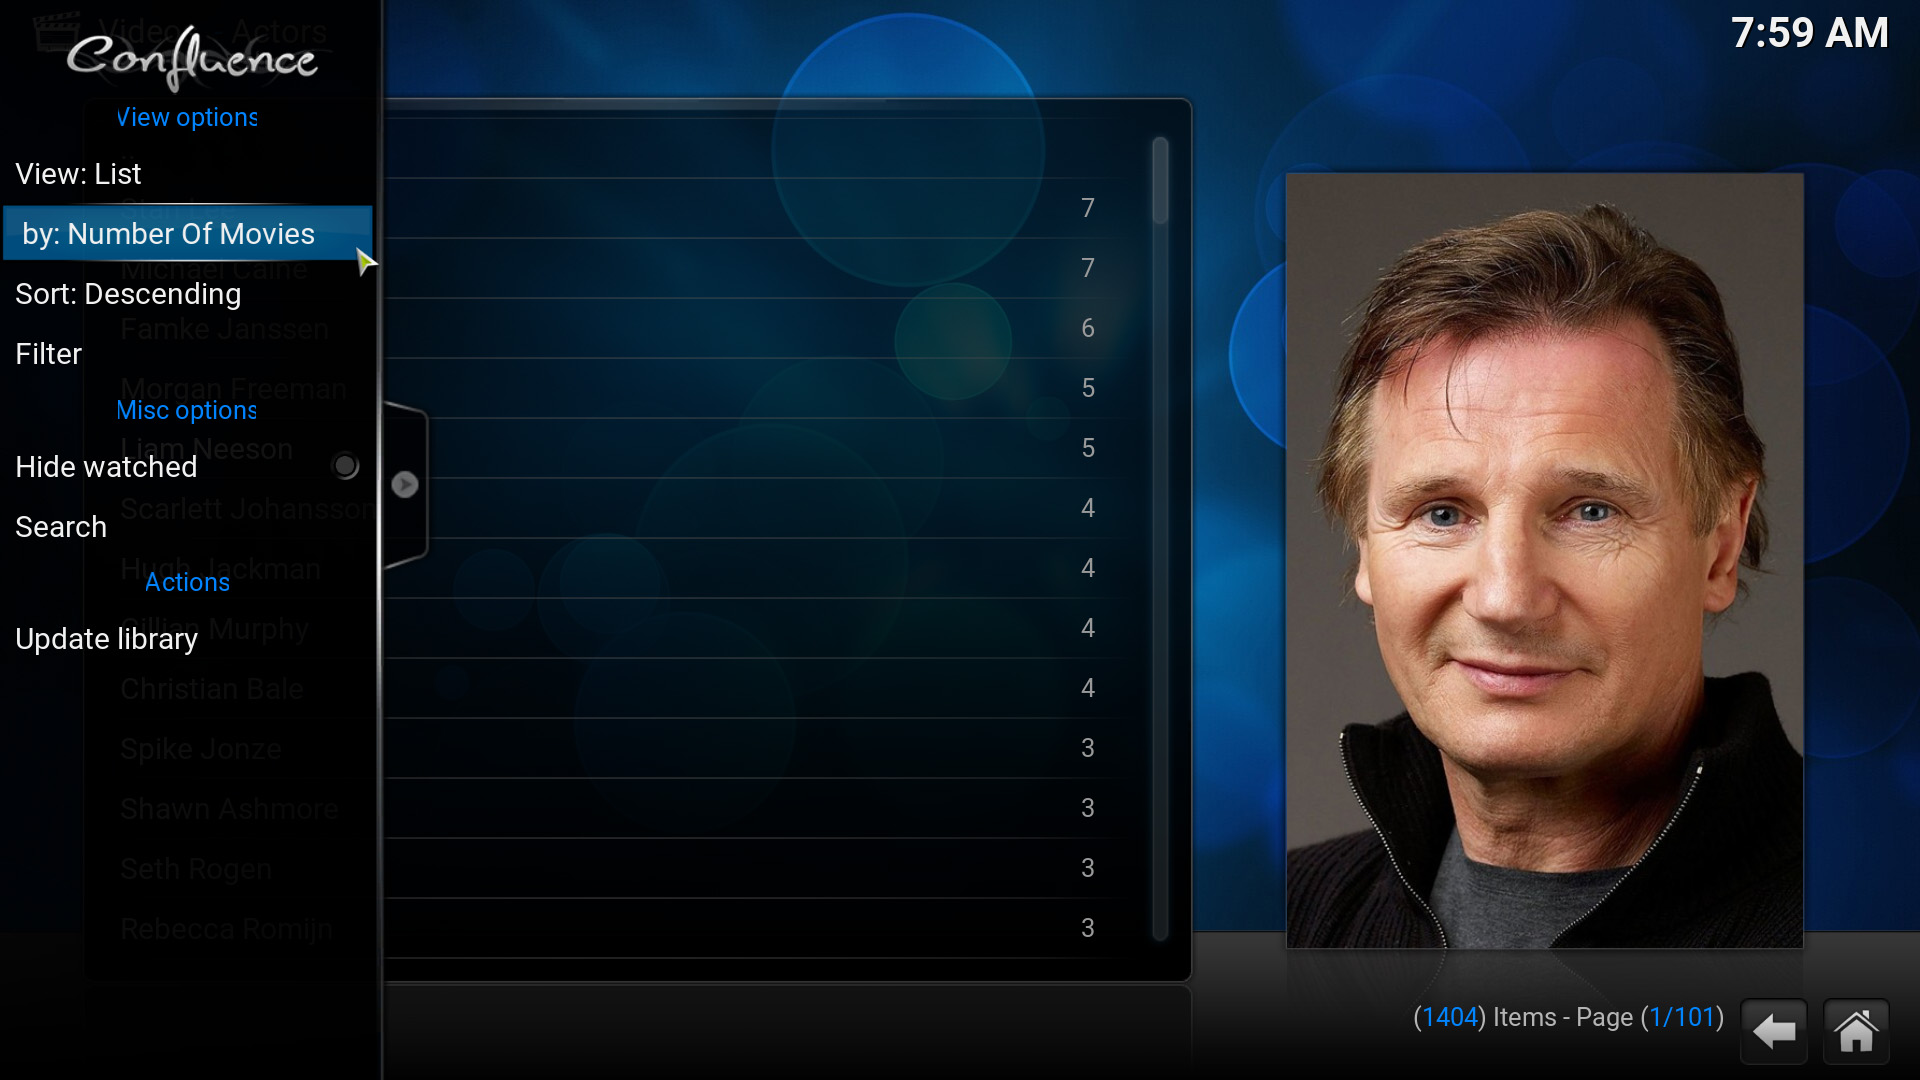 Videos - Actors
Confluence
7:59 AM
View options
View: List
Stan Lee
7
by: Number Of Movies
Michael Caine
7
Sort: Descending
Famke Janssen
6
Filter
Morgan Freeman
5
Misc options
Liam Neeson
5
Hide watched
Scarlett Johansson
4
Search
Hugh Jackman
4
Actions
Cillian Murphy
4
Update library
Christian Bale
4
Spike Jonze
3
Shawn Ashmore
3
Seth Rogen
3
Rebecca Romijn
3
(1404) Items - Page (1/101)